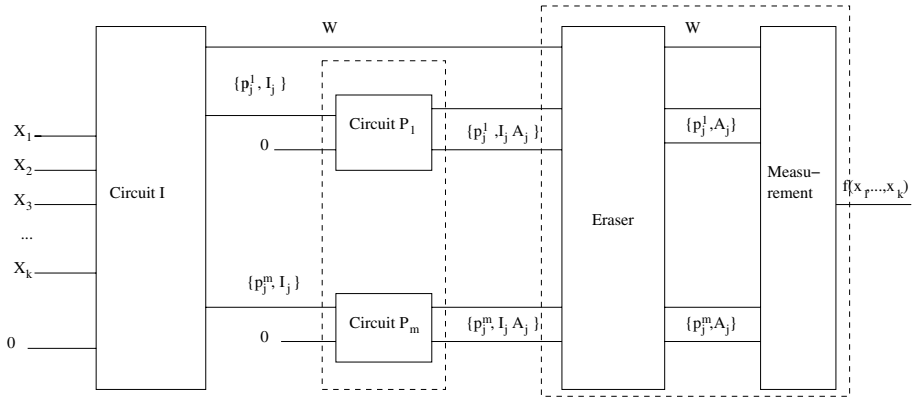 W
W
{p_j^1, I_j }
Circuit P_1
{p_j^1 ,I_j A_j }
{p_j^1,A_j}
0
X_1
X_2
X_3
...
X_k
0
Circuit I
Eraser
Measu–
rement
f(x_1,...,x_k)
{p_j^m, I_j }
Circuit P_m
{p_j^m, I_j A_j }
{p_j^m,A_j}
0